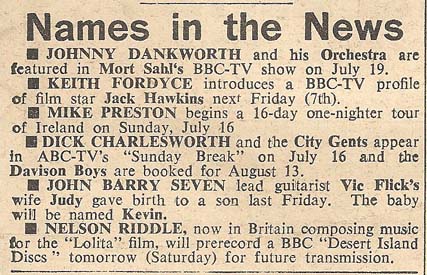 Names in the News
■ JOHNNY DANKWORTH and his Orchestra are
featured in Mort Sahl's BBC-TV show on July 19.
■ KEITH FORDYCE introduces a BBC-TV profile
of film star Jack Hawkins next Friday (7th).
■ MIKE PRESTON begins a 16-day one-nighter tour
of Ireland on Sunday, July 16
■ DICK CHARLESWORTH and the City Gents appear
in ABC-TV's "Sunday Break" on July 16 and the
Davison Boys are booked for August 13.
■ JOHN BARRY SEVEN lead guitarist Vic Flick's
wife Judy gave birth to a son last Friday. The baby
will be named Kevin.
■ NELSON RIDDLE, now in Britain composing music
for the "Lolita" film, will prerecord a BBC "Desert Island
Discs" tomorrow (Saturday) for future transmission.